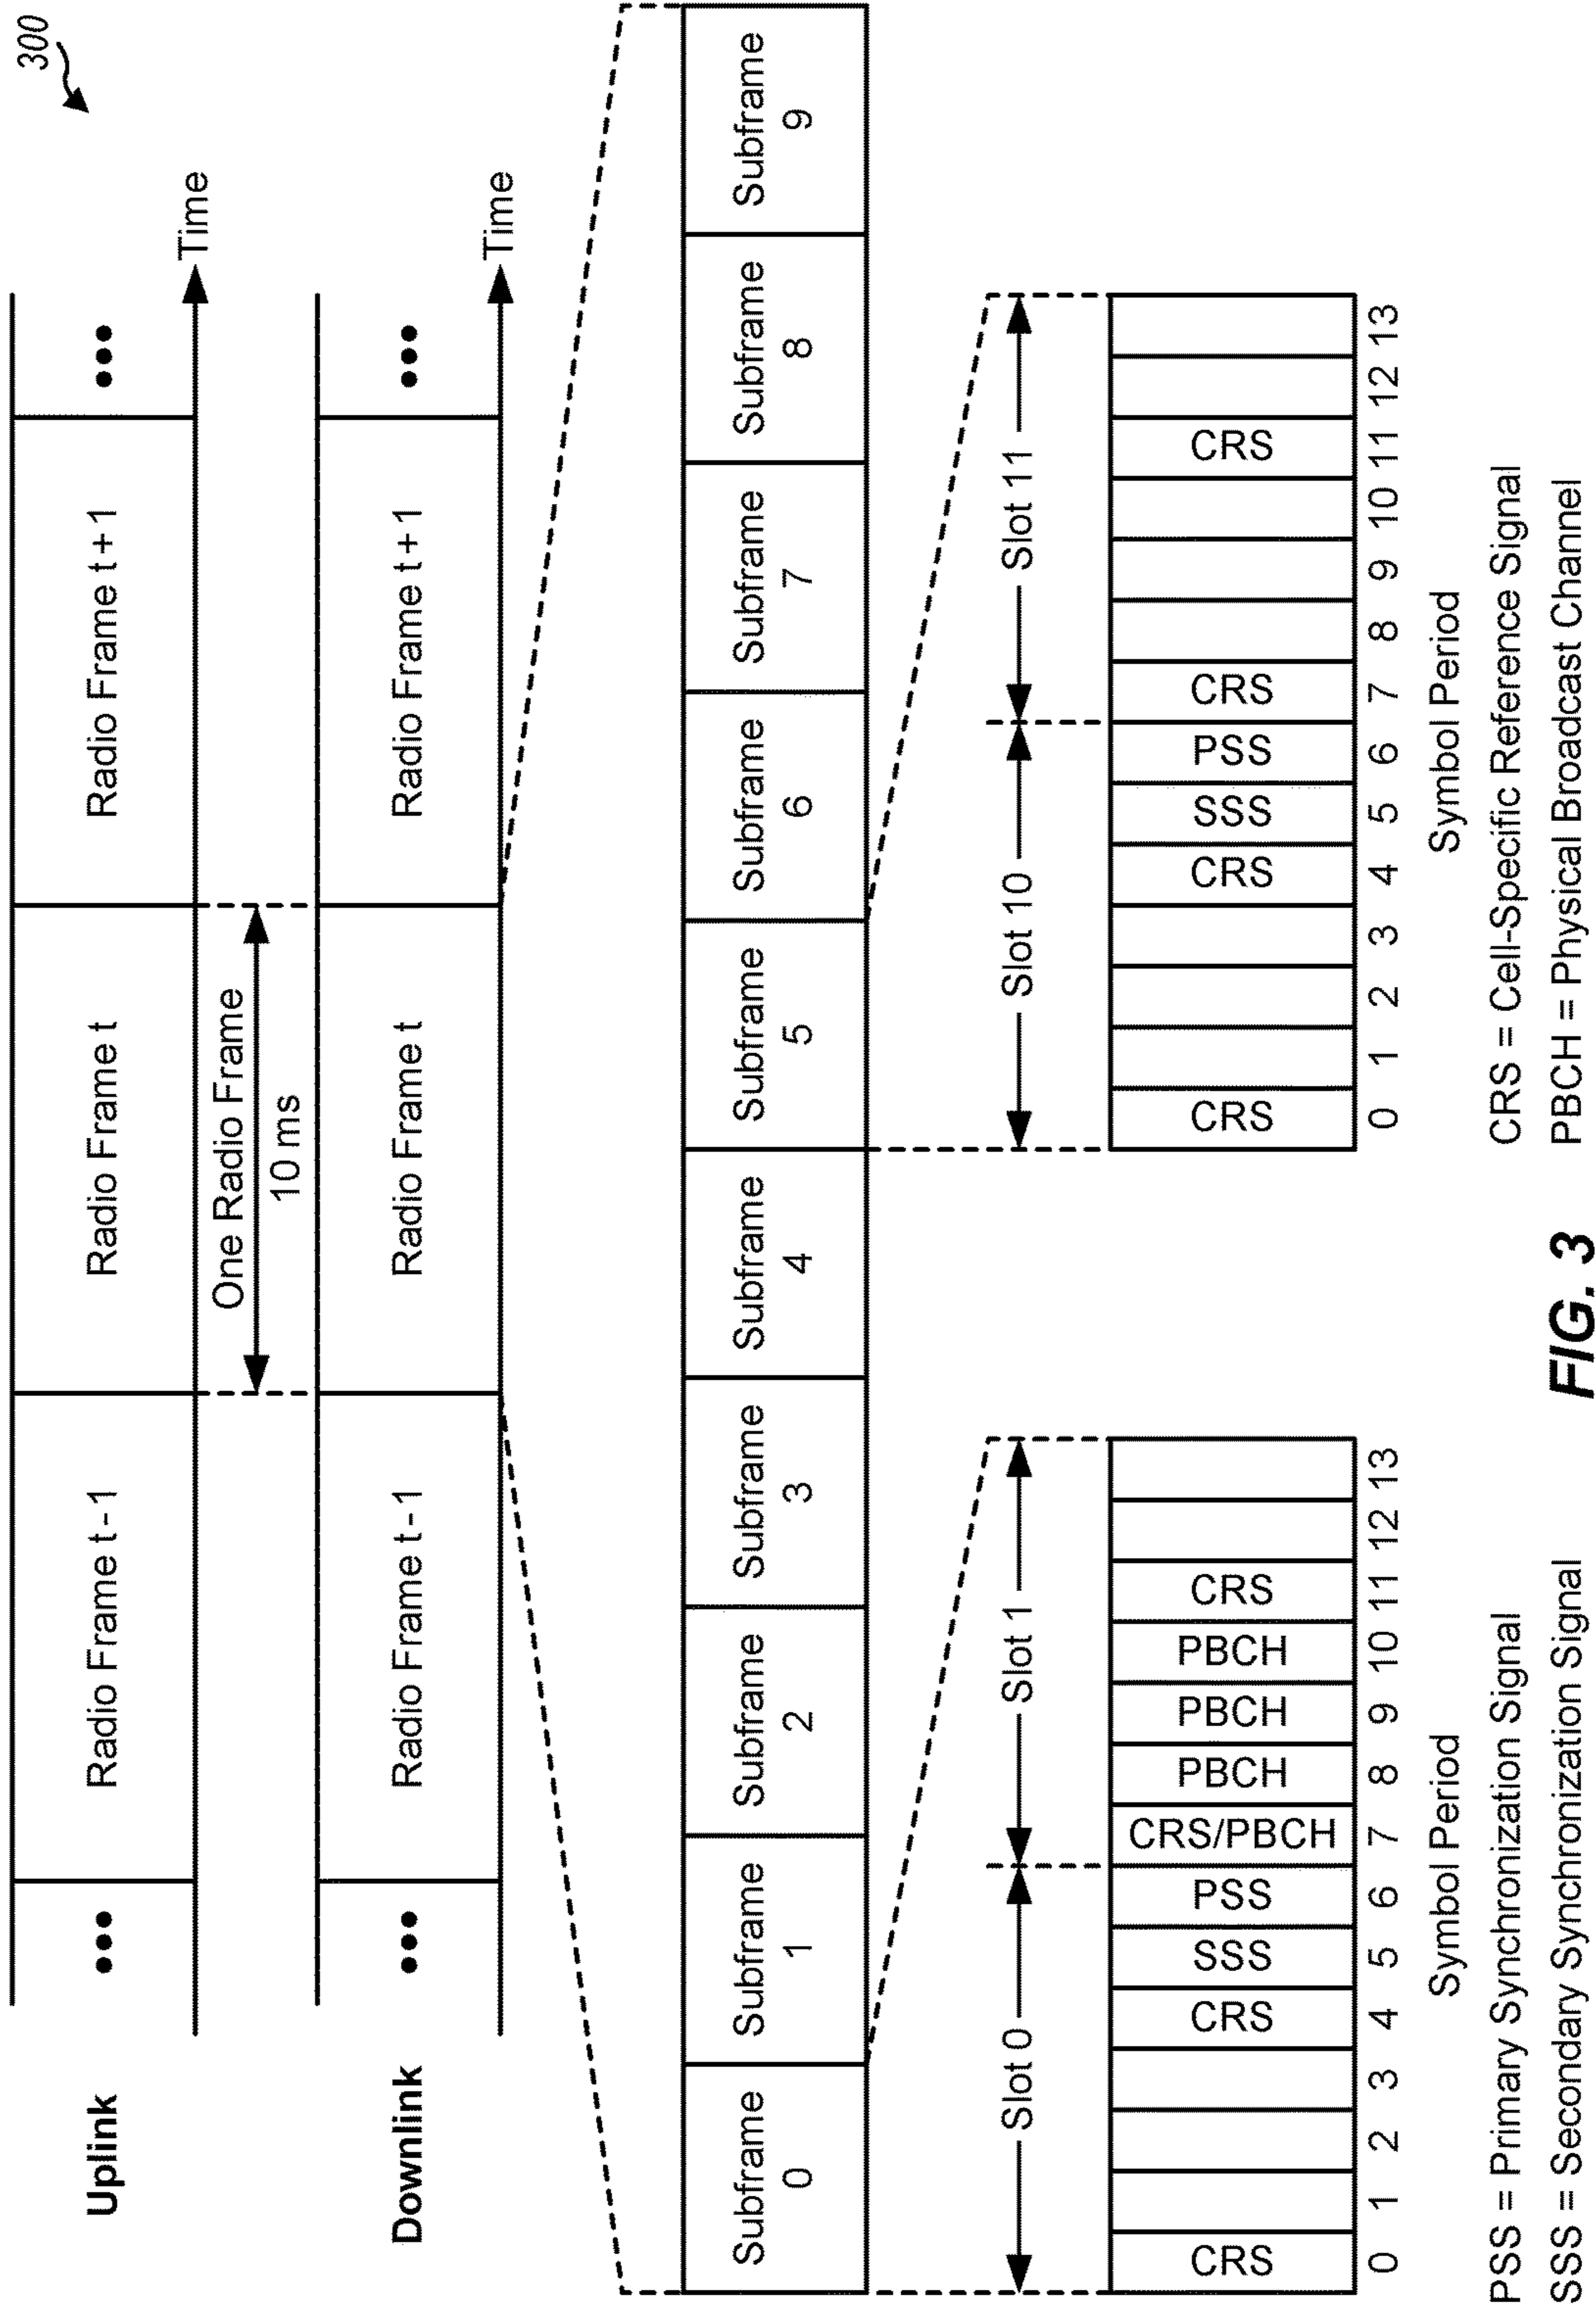 300
Uplink
•••
Radio Frame t - 1
Radio Frame t
Radio Frame t + 1
•••
Time
One Radio Frame
10 ms
Downlink
•••
Radio Frame t - 1
Radio Frame t
Radio Frame t + 1
•••
Time
Subframe
0
Subframe
1
Subframe
2
Subframe
3
Subframe
4
Subframe
5
Subframe
6
Subframe
7
Subframe
8
Subframe
9
Slot 0
Slot 1
CRS
CRS
SSS
PSS
CRS/PBCH
PBCH
PBCH
PBCH
CRS
0 1 2 3 4 5 6 7 8 9 10 11 12 13
Symbol Period
Slot 10
Slot 11
CRS
CRS
SSS
PSS
CRS
CRS
0 1 2 3 4 5 6 7 8 9 10 11 12 13
Symbol Period
PSS = Primary Synchronization Signal
SSS = Secondary Synchronization Signal
CRS = Cell-Specific Reference Signal
PBCH = Physical Broadcast Channel
FIG. 3